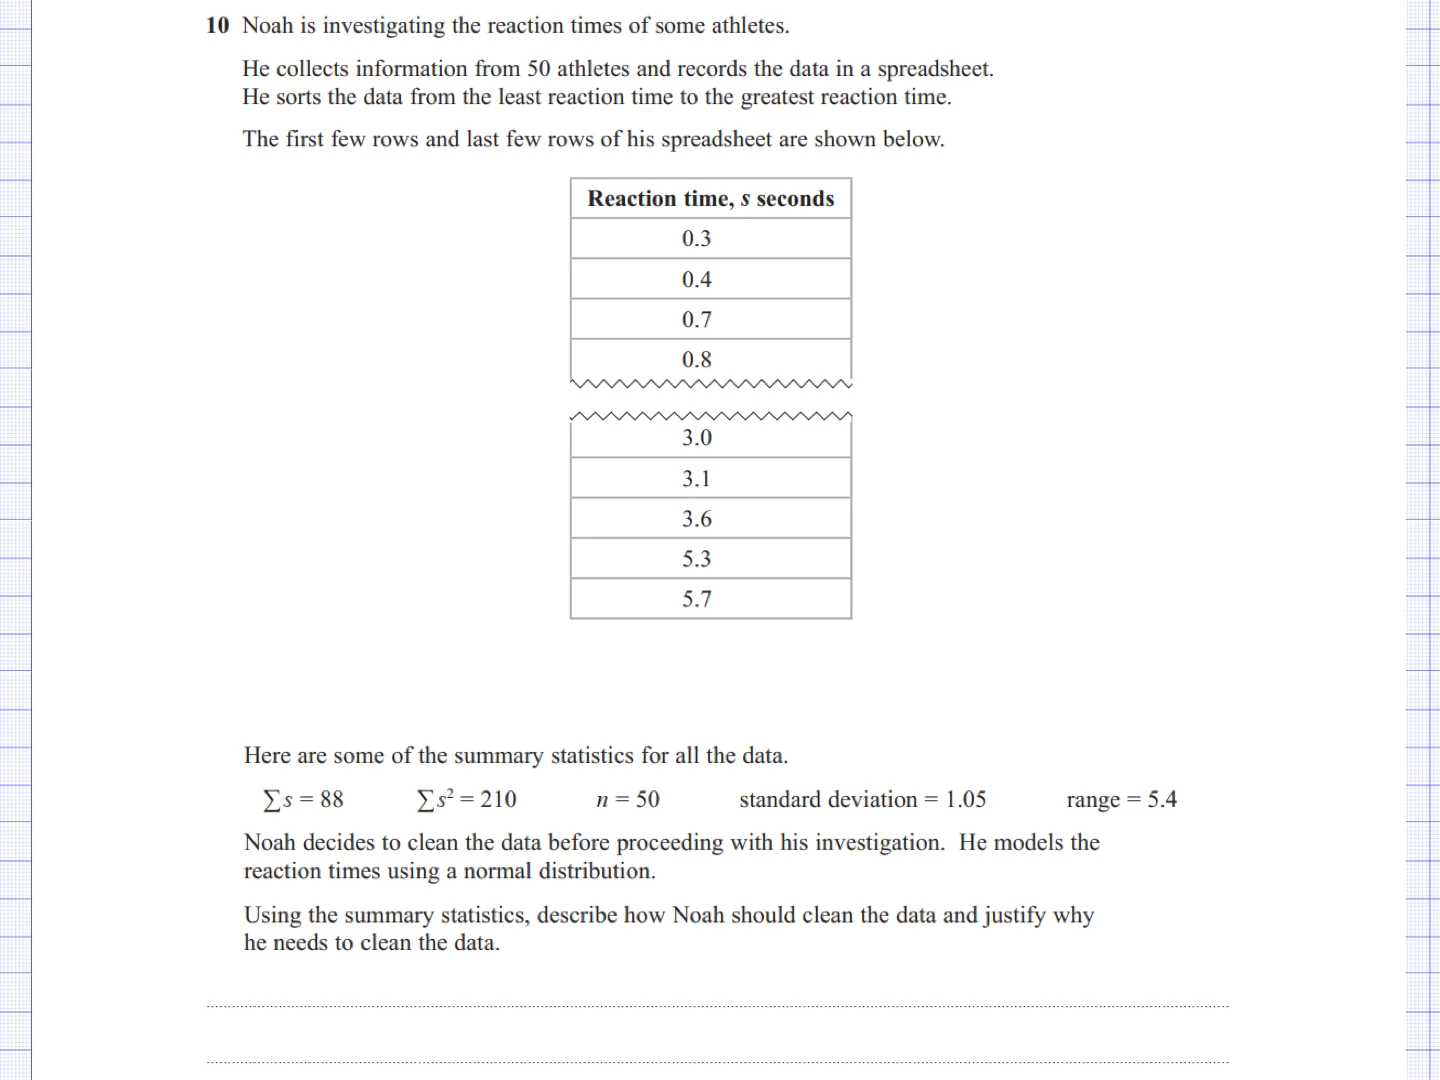 10 Noah is investigating the reaction times of some athletes.
He collects information from 50 athletes and records the data in a spreadsheet.
He sorts the data from the least reaction time to the greatest reaction time.
The first few rows and last few rows of his spreadsheet are shown below.
Reaction time, s seconds
0.3
0.4
0.7
0.8
3.0
3.1
3.6
5.3
5.7
Here are some of the summary statistics for all the data.
∑s = 88 ∑s² = 210 n = 50 standard deviation = 1.05 range = 5.4
Noah decides to clean the data before proceeding with his investigation. He models the
reaction times using a normal distribution.
Using the summary statistics, describe how Noah should clean the data and justify why
he needs to clean the data.